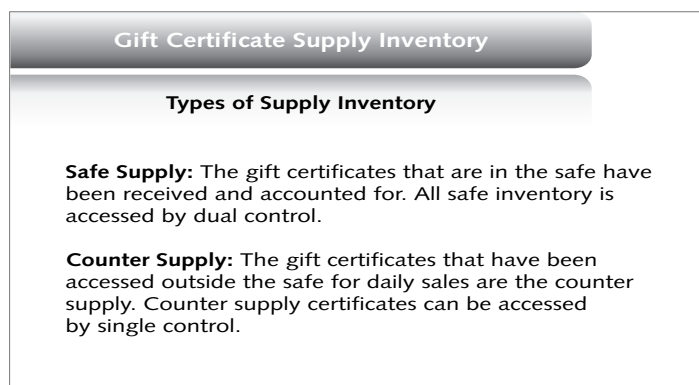 Gift Certificate Supply Inventory
Types of Supply Inventory
Safe Supply: The gift certificates that are in the safe have
been received and accounted for. All safe inventory is
accessed by dual control.
Counter Supply: The gift certificates that have been
accessed outside the safe for daily sales are the counter
supply. Counter supply certificates can be accessed
by single control.